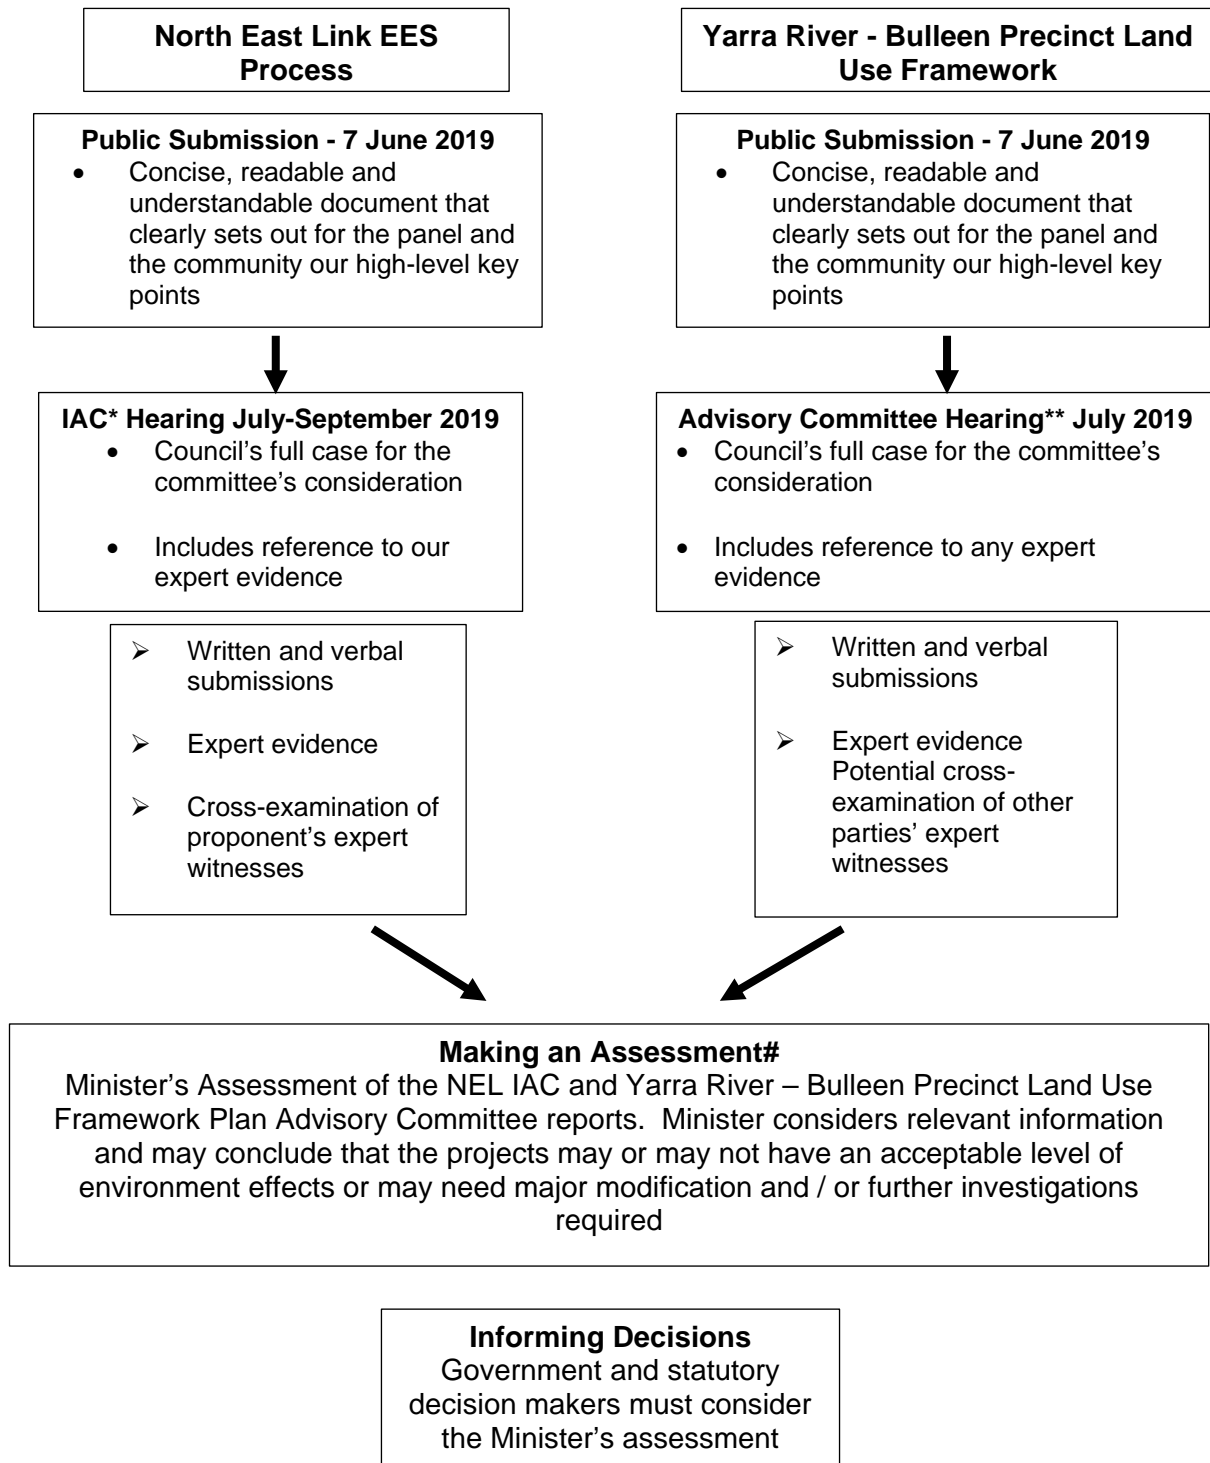 North East Link EES
Process
Yarra River - Bulleen Precinct Land
Use Framework
Public Submission - 7 June 2019
• Concise, readable and
understandable document that
clearly sets out for the panel and
the community our high-level key
points
Public Submission - 7 June 2019
• Concise, readable and
understandable document that
clearly sets out for the panel and
the community our high-level key
points
IAC* Hearing July-September 2019
• Council’s full case for the
committee’s consideration
• Includes reference to our
expert evidence
Advisory Committee Hearing** July 2019
• Council’s full case for the committee’s
consideration
• Includes reference to any expert
evidence
➢ Written and verbal
submissions
➢ Expert evidence
➢ Cross-examination of
proponent’s expert
witnesses
➢ Written and verbal
submissions
➢ Expert evidence
Potential cross-
examination of other
parties’ expert
witnesses
Making an Assessment#
Minister’s Assessment of the NEL IAC and Yarra River – Bulleen Precinct Land Use
Framework Plan Advisory Committee reports.  Minister considers relevant information
and may conclude that the projects may or may not have an acceptable level of
environment effects or may need major modification and / or further investigations
required
Informing Decisions
Government and statutory
decision makers must consider
the Minister’s assessment